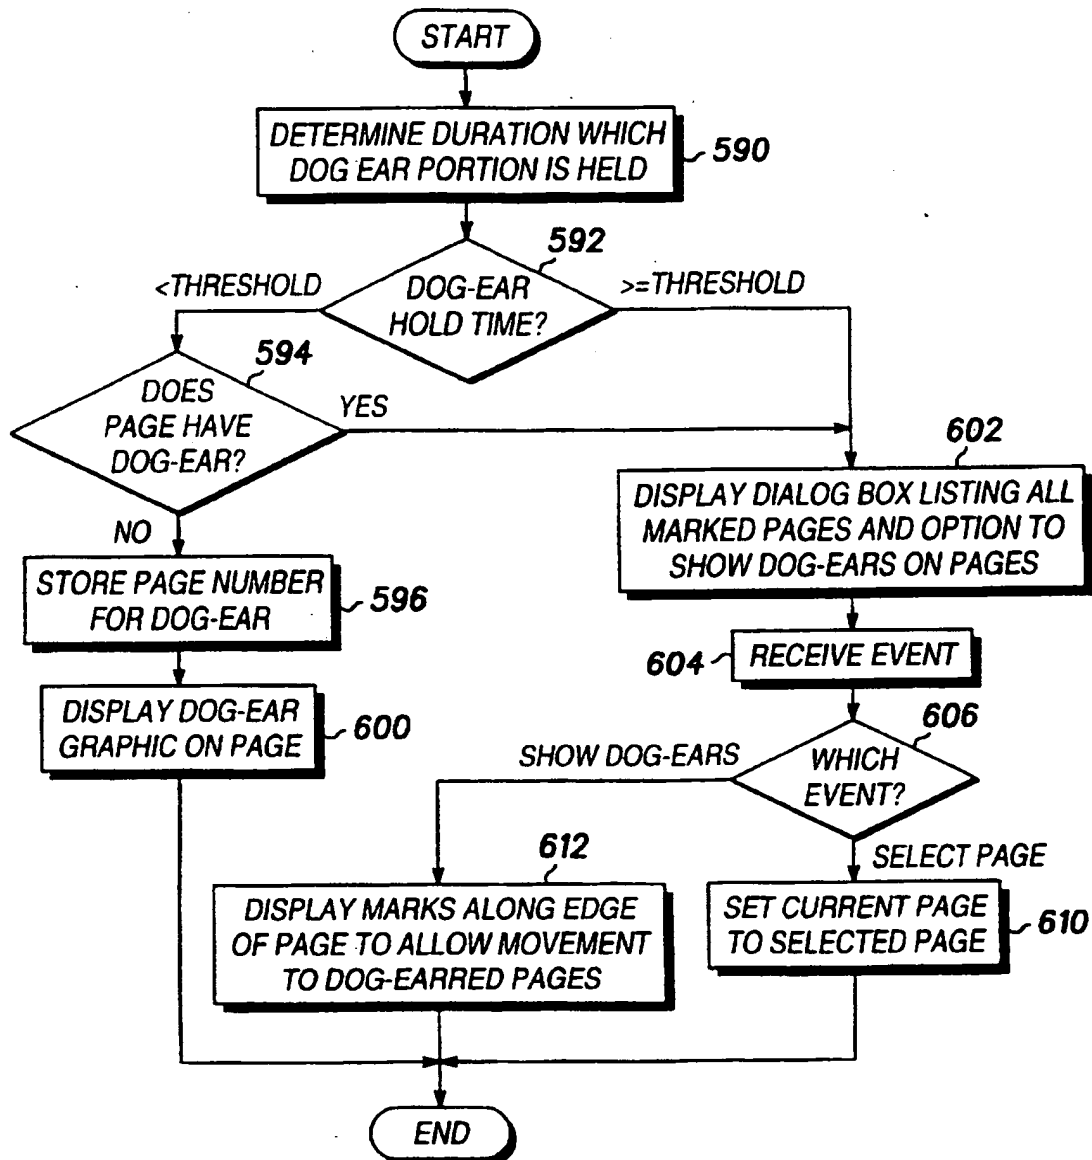 START
DETERMINE DURATION WHICH
DOG EAR PORTION IS HELD
590
592
<THRESHOLD
DOG-EAR
HOLD TIME?
>=THRESHOLD
594
DOES
PAGE HAVE
DOG-EAR?
YES
NO
602
DISPLAY DIALOG BOX LISTING ALL
MARKED PAGES AND OPTION TO
SHOW DOG-EARS ON PAGES
STORE PAGE NUMBER
FOR DOG-EAR
596
604
RECEIVE EVENT
DISPLAY DOG-EAR
GRAPHIC ON PAGE
600
606
SHOW DOG-EARS
WHICH
EVENT?
SELECT PAGE
612
DISPLAY MARKS ALONG EDGE
OF PAGE TO ALLOW MOVEMENT
TO DOG-EARRED PAGES
SET CURRENT PAGE
TO SELECTED PAGE
610
END